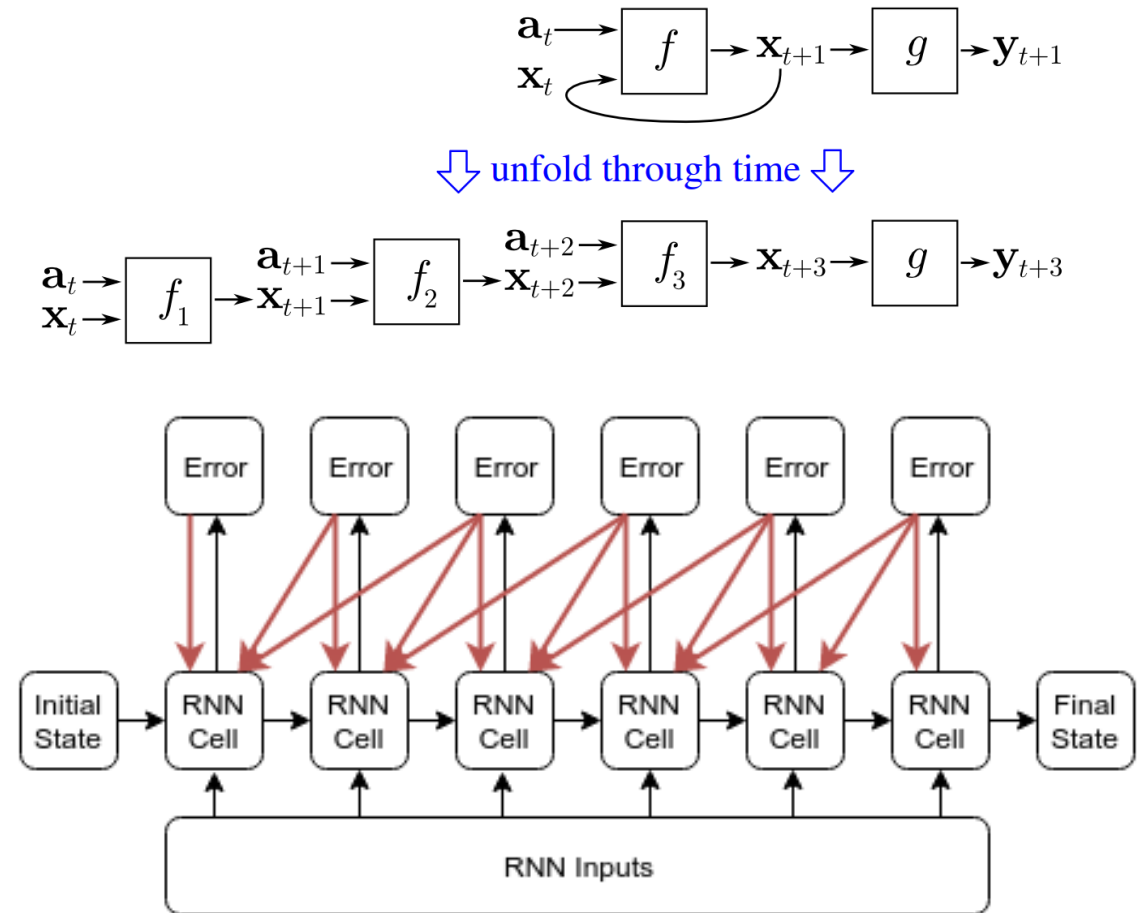 a_t
f
x_{t+1}
g
y_{t+1}
x_t
unfold through time
a_t
x_t
f_1
a_{t+1}
x_{t+1}
f_2
a_{t+2}
x_{t+2}
f_3
x_{t+3}
g
y_{t+3}
Error
Error
Error
Error
Error
Error
Initial
State
RNN
Cell
RNN
Cell
RNN
Cell
RNN
Cell
RNN
Cell
RNN
Cell
Final
State
RNN Inputs